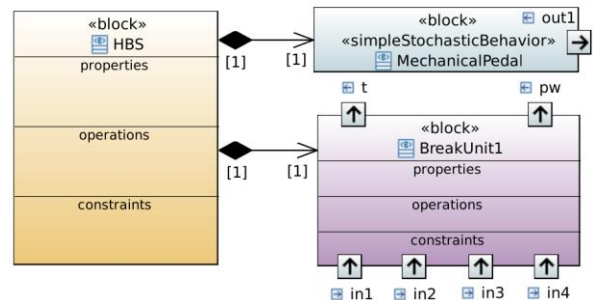 «block»
HBS
properties
operations
constraints
[1]
[1]
«block»
out1
«simpleStochasticBehavior»
MechanicalPedal
[1]
[1]
t
pw
«block»
BreakUnit1
properties
operations
constraints
in1
in2
in3
in4